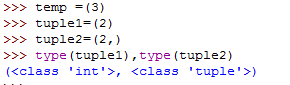 >>> temp =(3)
>>> tuple1=(2)
>>> tuple2=(2,)
>>> type(tuple1),type(tuple2)
(<class 'int'>, <class 'tuple'>)